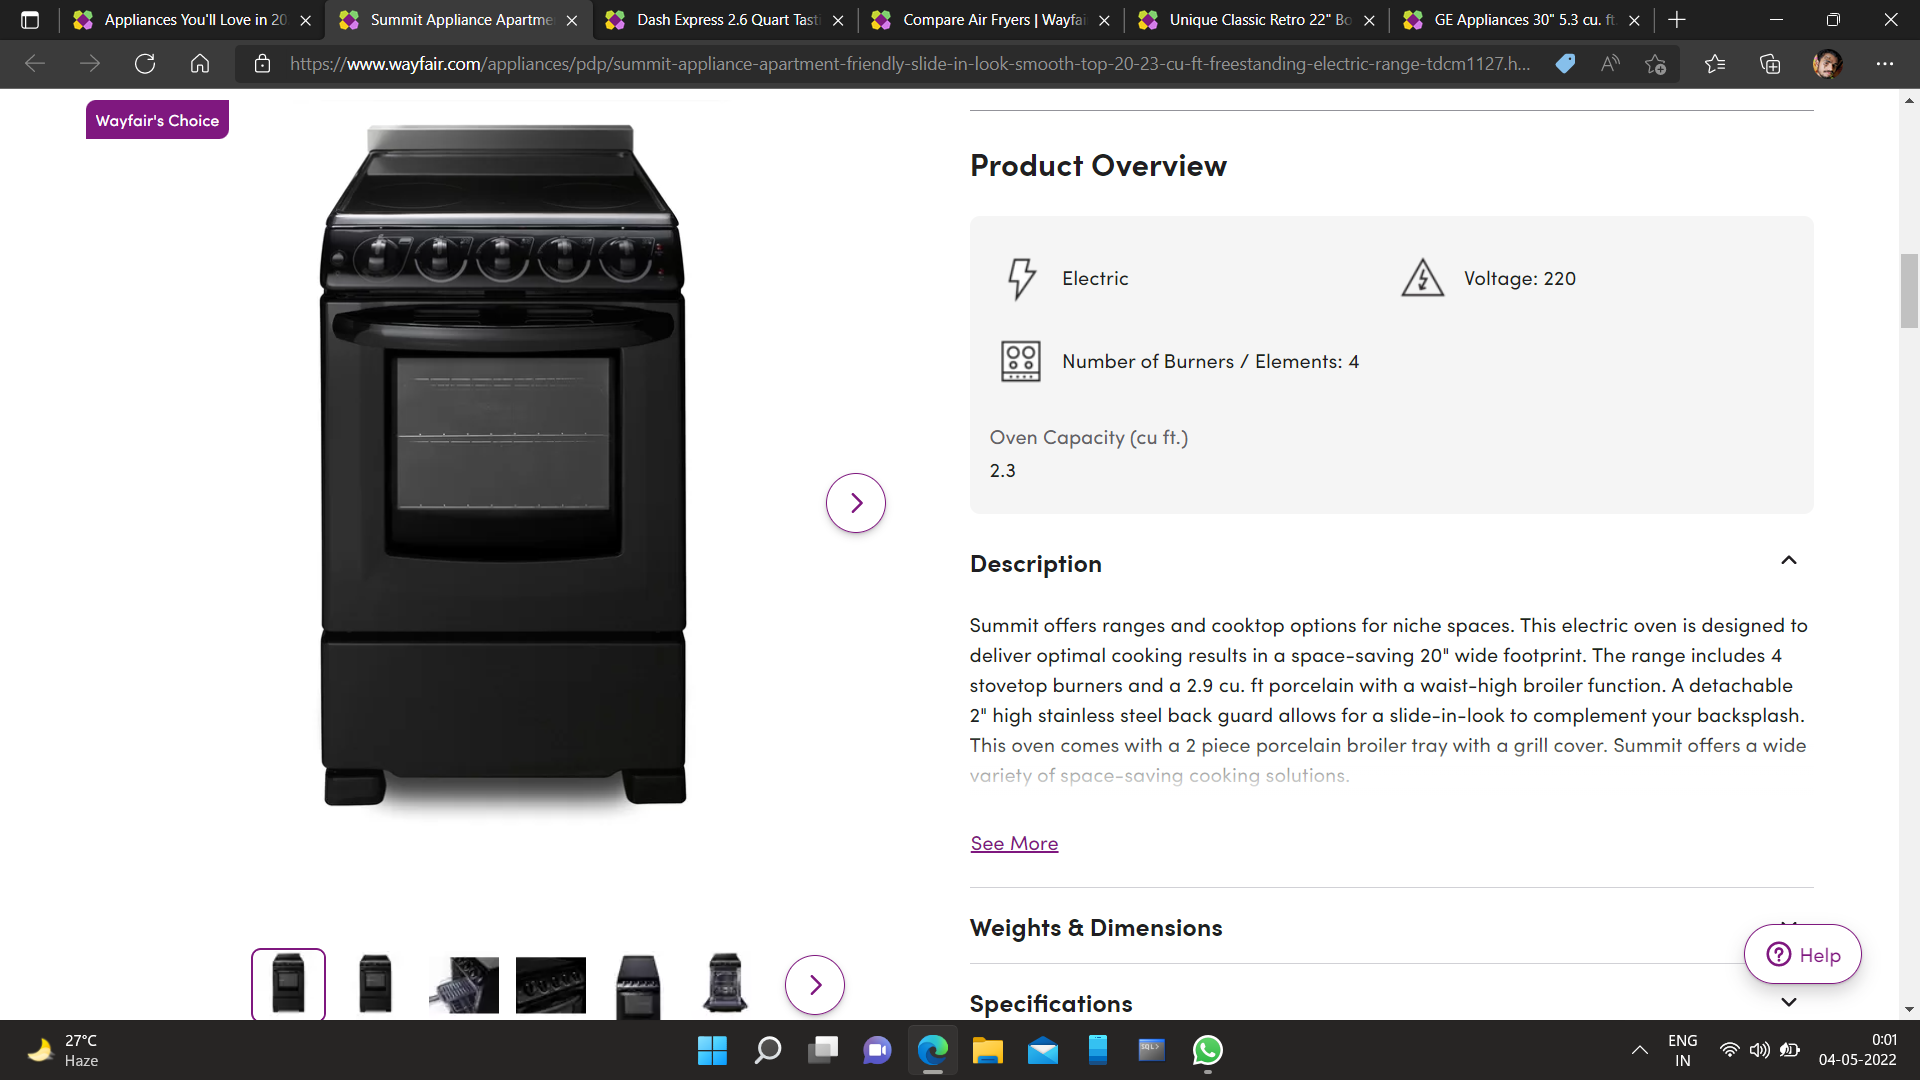 Appliances You'll Love in 20
Summit Appliance Apartme
Dash Express 2.6 Quart Tasti
Compare Air Fryers | Wayfai
Unique Classic Retro 22" Bo
GE Appliances 30" 5.3 cu. ft.
https://www.wayfair.com/appliances/pdp/summit-appliance-apartment-friendly-slide-in-look-smooth-top-20-23-cu-ft-freestanding-electric-range-tdcm1127.h...
Wayfair's Choice
Product Overview
Electric
Voltage: 220
Number of Burners / Elements: 4
Oven Capacity (cu ft.)
2.3
Description
Summit offers ranges and cooktop options for niche spaces. This electric oven is designed to
deliver optimal cooking results in a space-saving 20" wide footprint. The range includes 4
stovetop burners and a 2.9 cu. ft porcelain with a waist-high broiler function. A detachable
2" high stainless steel back guard allows for a slide-in-look to complement your backsplash.
This oven comes with a 2 piece porcelain broiler tray with a grill cover. Summit offers a wide
variety of space-saving cooking solutions.
See More
Weights & Dimensions
Help
Specifications
27°C
Haze
SQL>
ENG
IN
0:01
04-05-2022